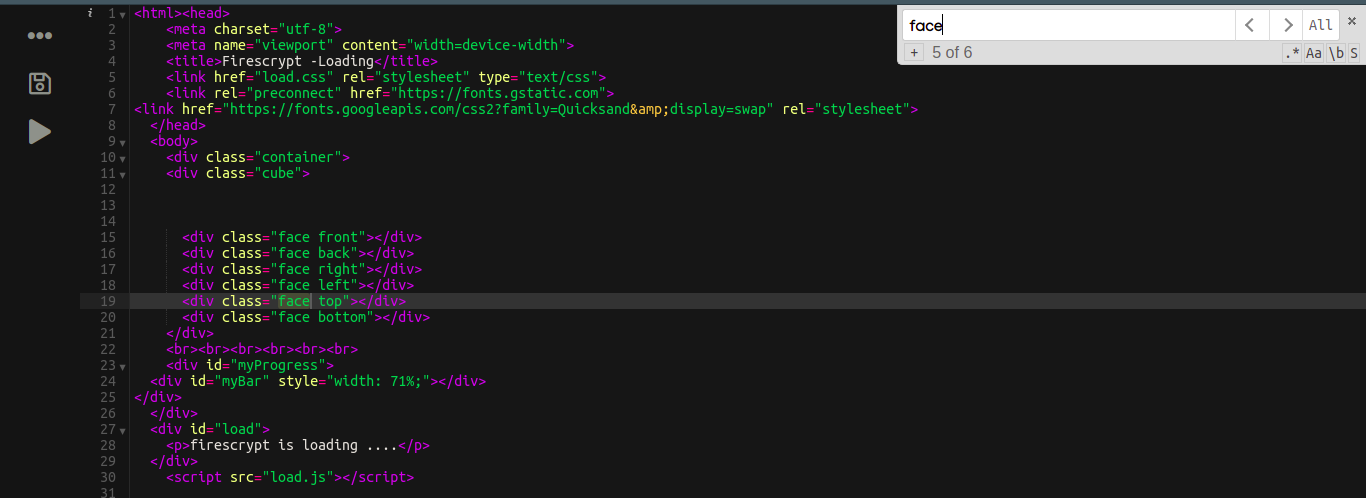 i 1 <html><head>
2 <meta charset="utf-8">
3 <meta name="viewport" content="width=device-width">
4 <title>Firescrypt -Loading</title>
5 <link href="load.css" rel="stylesheet" type="text/css">
6 <link rel="preconnect" href="https://fonts.gstatic.com">
7 <link href="https://fonts.googleapis.com/css2?family=Quicksand&amp;display=swap" rel="stylesheet">
8 </head>
9 <body>
10 <div class="container">
11 <div class="cube">
12
13
14
15 <div class="face front"></div>
16 <div class="face back"></div>
17 <div class="face right"></div>
18 <div class="face left"></div>
19 <div class="face top"></div>
20 <div class="face bottom"></div>
21 </div>
22 <br><br><br><br><br><br>
23 <div id="myProgress">
24 <div id="myBar" style="width: 71%;"></div>
25 </div>
26 </div>
27 <div id="load">
28 <p>firescrypt is loading ....</p>
29 </div>
30 <script src="load.js"></script>
31
face < > All ×
+ 5 of 6 .* Aa \b S